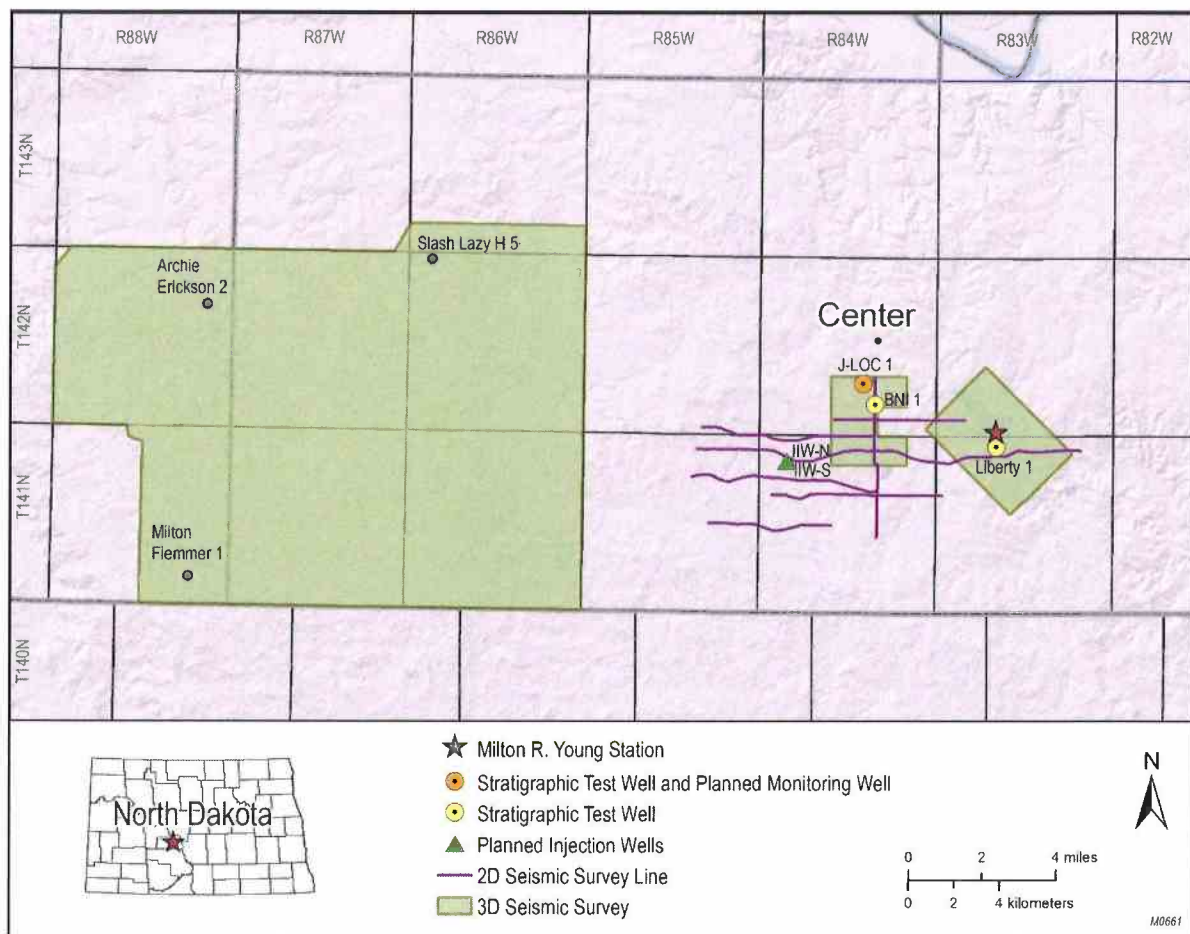 R88W R87W R86W R85W R84W R83W R82W
T143N
Slash Lazy H 5
Archie
Erickson 2
T142N
Center
J-LOC 1
BNI 1
IIW-N
IIW-S
Liberty 1
T141N
Milton
Flemmer 1
T140N
North Dakota
Milton R. Young Station
Stratigraphic Test Well and Planned Monitoring Well
Stratigraphic Test Well
Planned Injection Wells
2D Seismic Survey Line
3D Seismic Survey
N
0 2 4 miles
0 2 4 kilometers
M0661